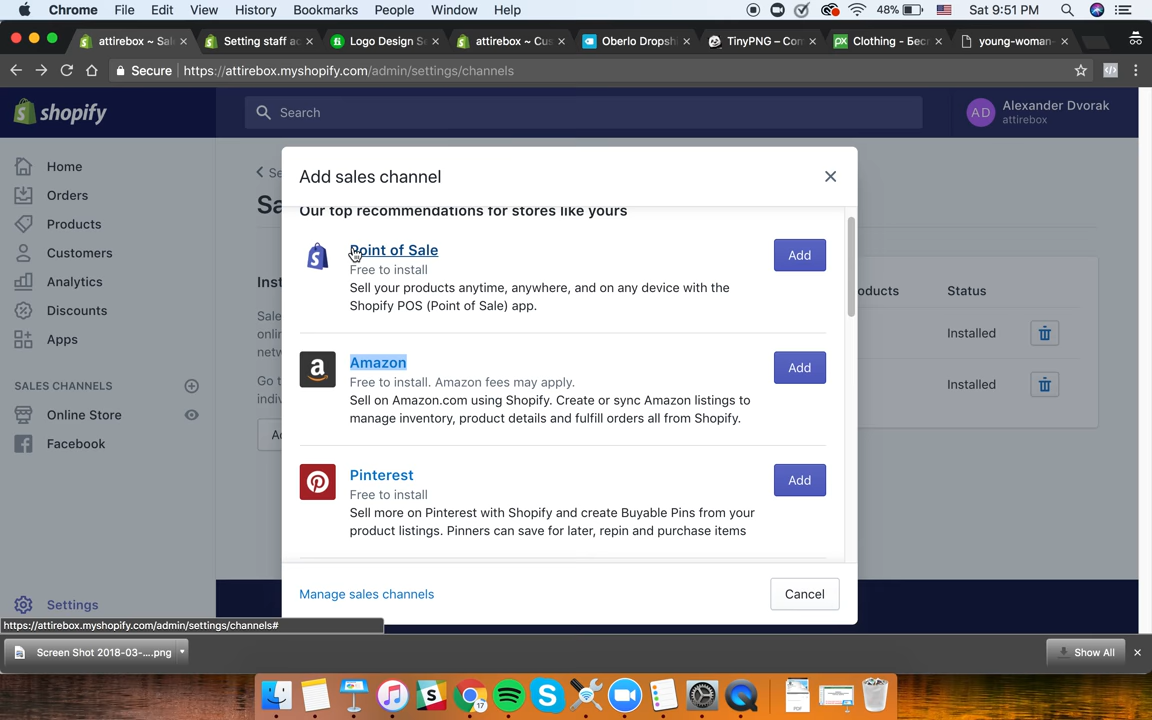 Chrome File Edit View History Bookmarks People Window Help 48% Sat 9:51 PM
attirebox ~ Sal Setting staff ac Logo Design S attirebox ~ Cus Oberlo Dropsh TinyPNG – Com Clothing - Бесп young-woman-
Secure https://attirebox.myshopify.com/admin/settings/channels
shopify
Search
AD
Alexander Dvorak
attirebox
Home
Orders
Products
Customers
Analytics
Discounts
Apps
SALES CHANNELS
Online Store
Facebook
Settings
Add sales channel
Our top recommendations for stores like yours
Point of Sale
Free to install
Sell your products anytime, anywhere, and on any device with the
Shopify POS (Point of Sale) app.
Add
Amazon
Free to install. Amazon fees may apply.
Sell on Amazon.com using Shopify. Create or sync Amazon listings to
manage inventory, product details and fulfill orders all from Shopify.
Add
Pinterest
Free to install
Sell more on Pinterest with Shopify and create Buyable Pins from your
product listings. Pinners can save for later, repin and purchase items
Add
Manage sales channels
Cancel
Status
Installed
Installed
https://attirebox.myshopify.com/admin/settings/channels#
Screen Shot 2018-03-....png
Show All
17